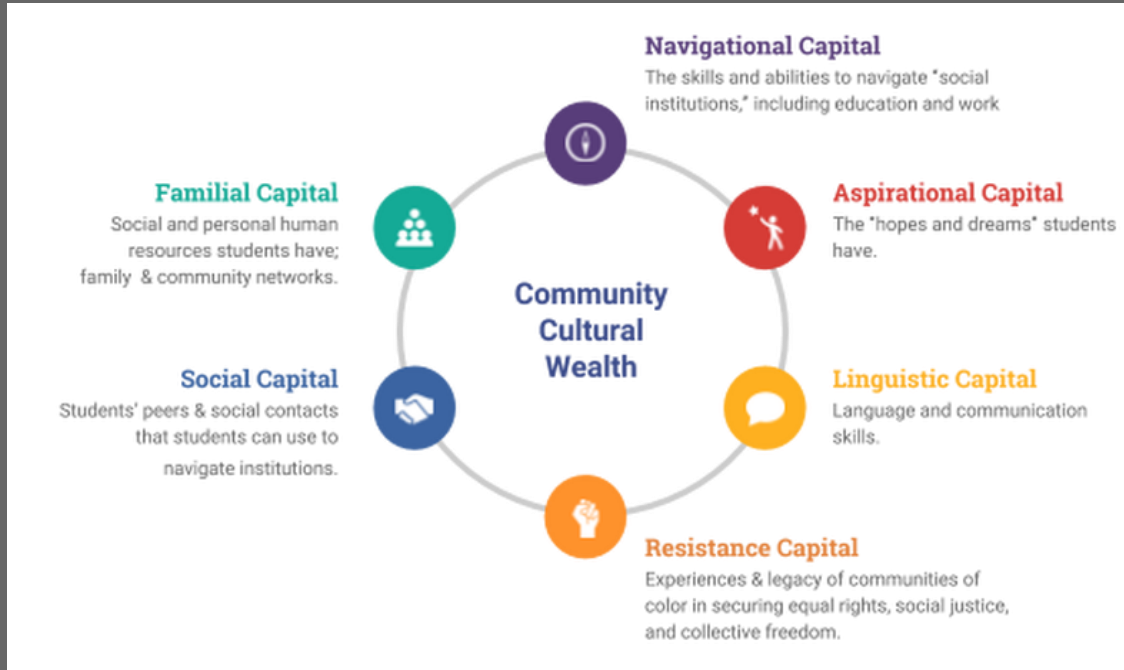 Navigational Capital
The skills and abilities to navigate "social
institutions," including education and work
Familial Capital
Social and personal human
resources students have;
family & community networks.
Aspirational Capital
The "hopes and dreams" students
have.
Community
Cultural
Wealth
Social Capital
Students' peers & social contacts
that students can use to
navigate institutions.
Linguistic Capital
Language and communication
skills.
Resistance Capital
Experiences & legacy of communities of
color in securing equal rights, social justice,
and collective freedom.